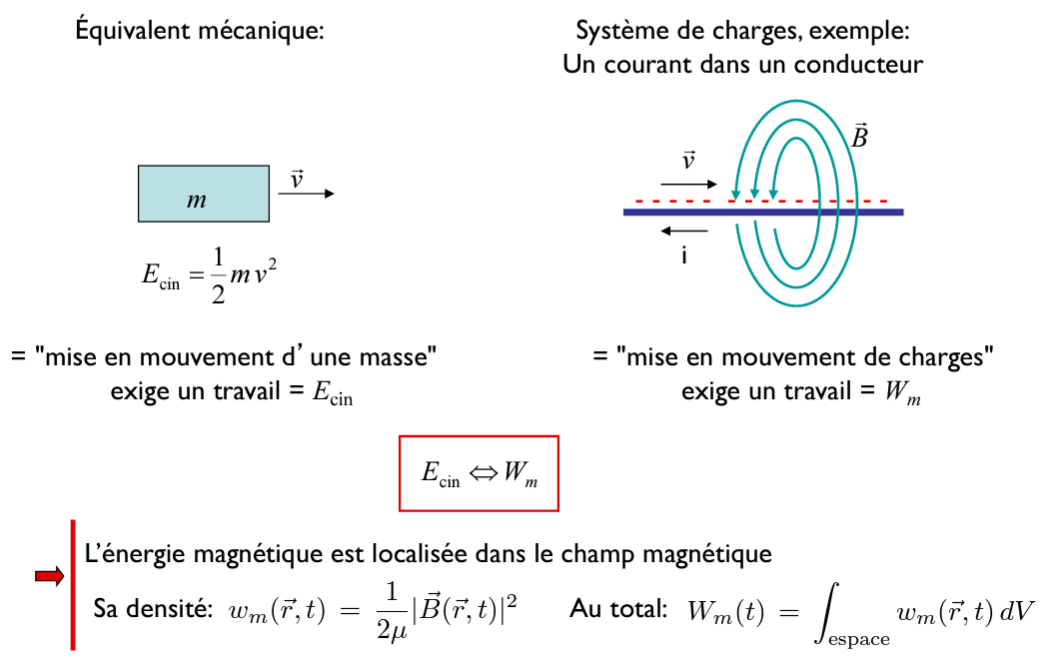 Équivalent mécanique:
Système de charges, exemple:
Un courant dans un conducteur
m
$\vec{v}$
$E_{\text{cin}} = \frac{1}{2} m v^2$
$\vec{v}$
$\vec{B}$
i
= "mise en mouvement d’ une masse"
exige un travail = $E_{\text{cin}}$
= "mise en mouvement de charges"
exige un travail = $W_m$
$E_{\text{cin}} \Leftrightarrow W_m$
L’énergie magnétique est localisée dans le champ magnétique
Sa densité: $w_m(\vec{r}, t) = \frac{1}{2\mu} |\vec{B}(\vec{r}, t)|^2$ Au total: $W_m(t) = \int_{\text{espace}} w_m(\vec{r}, t) \, dV$